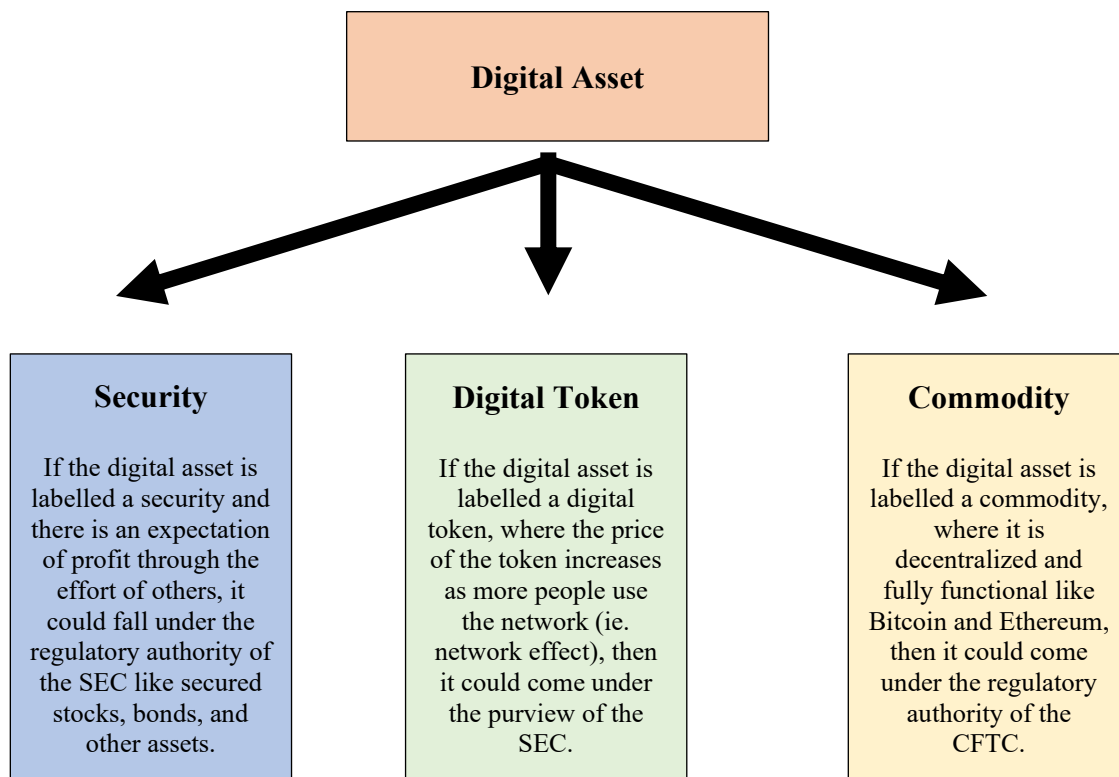 Digital Asset
Security
If the digital asset is
labelled a security and
there is an expectation
of profit through the
effort of others, it
could fall under the
regulatory authority of
the SEC like secured
stocks, bonds, and
other assets.
Digital Token
If the digital asset is
labelled a digital
token, where the price
of the token increases
as more people use
the network (ie.
network effect), then
it could come under
the purview of the
SEC.
Commodity
If the digital asset is
labelled a commodity,
where it is
decentralized and
fully functional like
Bitcoin and Ethereum,
then it could come
under the regulatory
authority of the
CFTC.